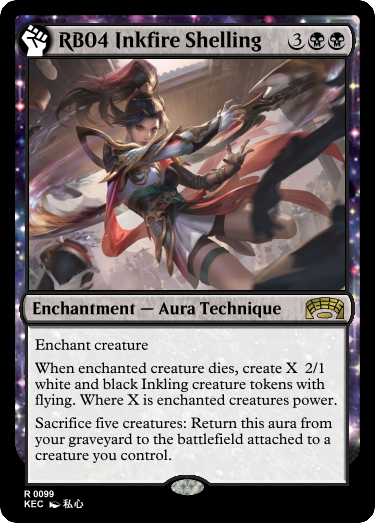 RB04 Inkfire Shelling 3
Enchantment — Aura Technique
Enchant creature
When enchanted creature dies, create X  2/1
white and black Inkling creature tokens with
flying. Where X is enchanted creatures power.
Sacrifice five creatures: Return this aura from
your graveyard to the battlefield attached to a
creature you control.
R 0099
KEC 私心